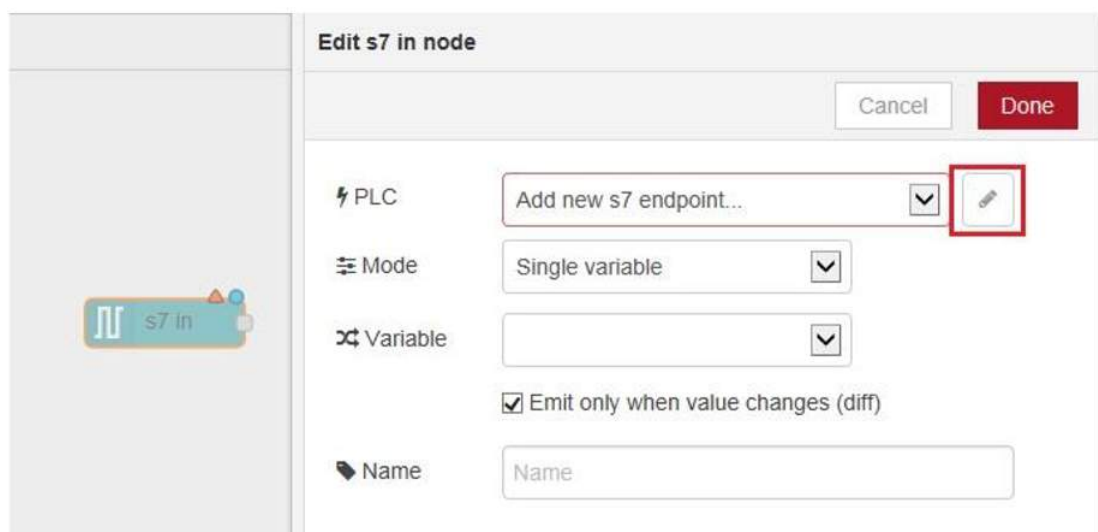 Edit s7 in node
Cancel Done
PLC Add new s7 endpoint...
Mode Single variable
s7 in
Variable
Emit only when value changes (diff)
Name Name